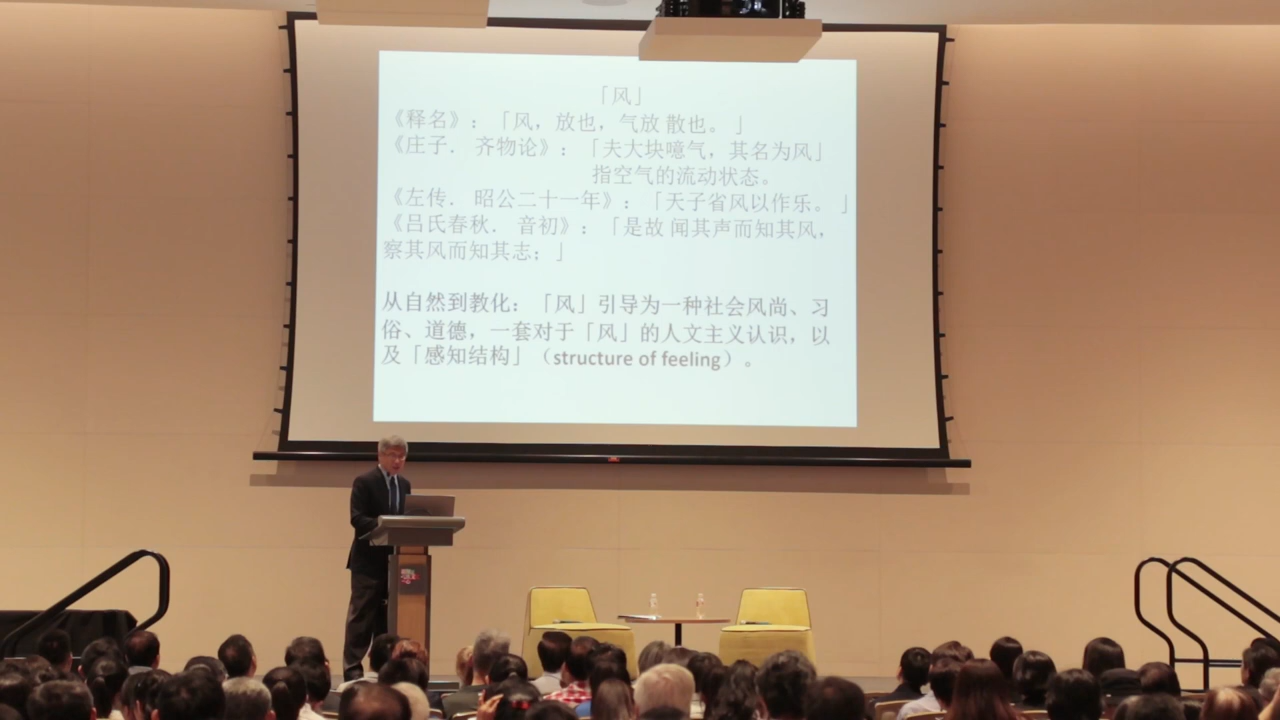 「风」
《释名》：「风，放也，气放 散也。」
《庄子． 齐物论》：「夫大块噫气，其名为风」
指空气的流动状态。
《左传． 昭公二十一年》：「天子省风以作乐。」
《吕氏春秋． 音初》：「是故 闻其声而知其风，
察其风而知其志；」
从自然到教化：「风」引导为一种社会风尚、习
俗、道德，一套对于「风」的人文主义认识，以
及「感知结构」（structure of feeling）。